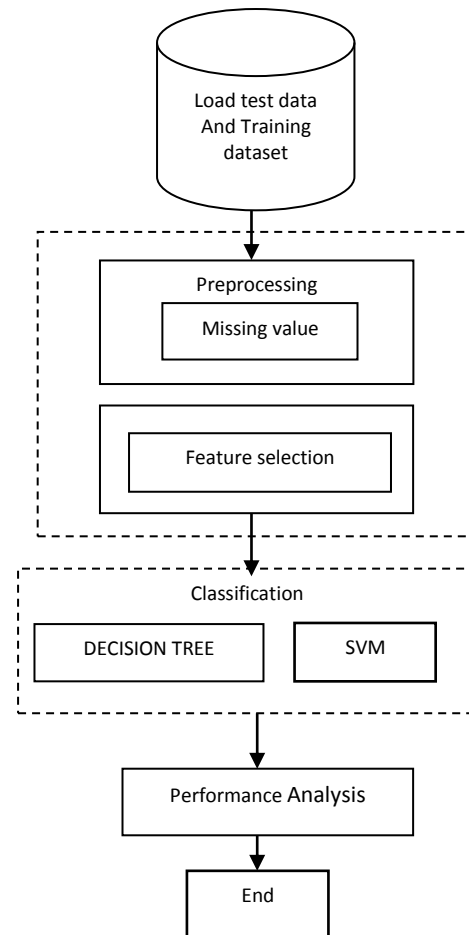 Load test data
And Training
dataset
Preprocessing
Missing value
Feature selection
Classification
DECISION TREE
SVM
Performance Analysis
End